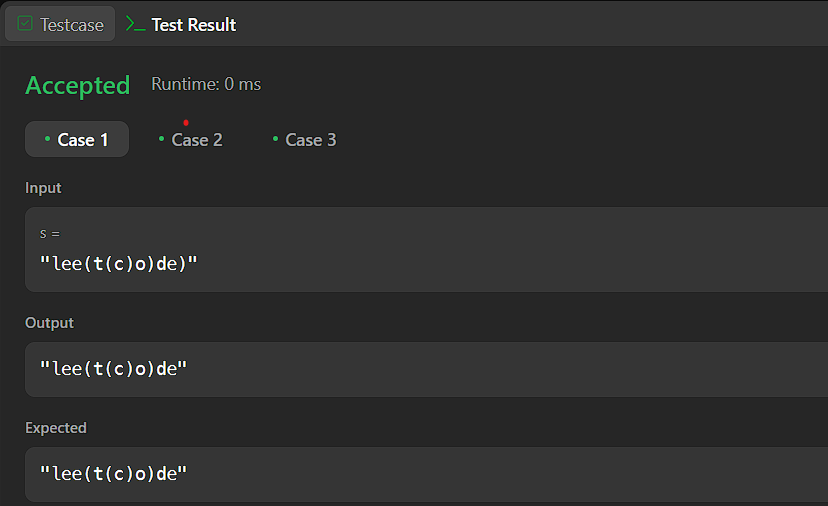 Testcase Test Result
Accepted Runtime: 0 ms
Case 1 Case 2 Case 3
Input
s =
"lee(t(c)o)de)"
Output
"lee(t(c)o)de"
Expected
"lee(t(c)o)de"